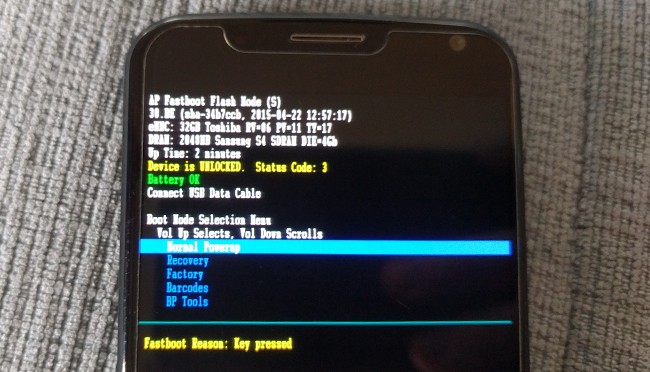 AP Fastboot Flash Mode (S)
30.BE (sha-34b7ccb, 2015-04-22 12:57:17)
eMMC: 32GB Toshiba RV=06 PV=11 TY=17
DRAM: 2048MB Samsung S4 SDRAM DIE=4Gb
Up Time: 2 minutes
Device is UNLOCKED. Status Code: 3
Battery OK
Connect USB Data Cable
Boot Mode Selection Menu
Vol Up Selects, Vol Down Scrolls
Normal Powerup
Recovery
Factory
Barcodes
BP Tools
Fastboot Reason: Key pressed